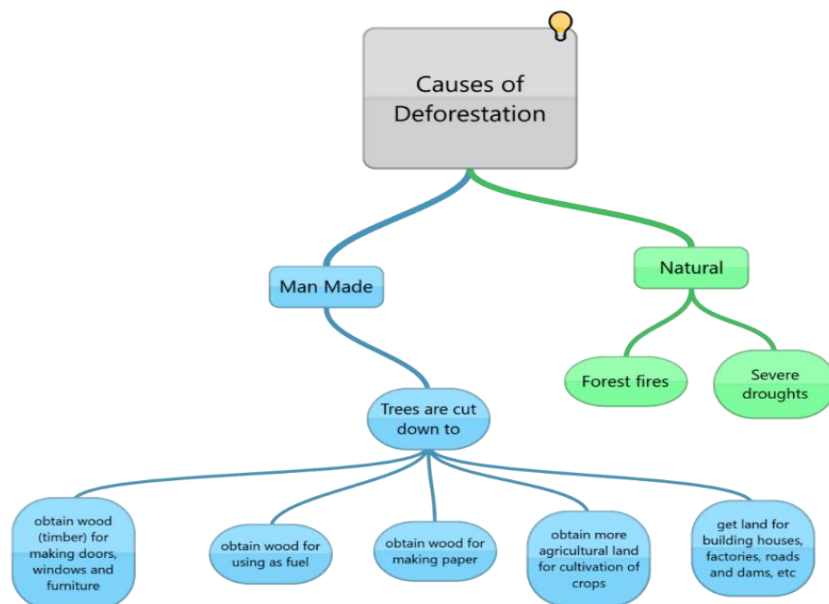 Causes of
Deforestation
Man Made
Natural
Forest fires
Severe
droughts
Trees are cut
down to
obtain wood
(timber) for
making doors,
windows and
furniture
obtain wood for
using as fuel
obtain wood for
making paper
obtain more
agricultural land
for cultivation of
crops
get land for
building houses,
factories, roads
and dams, etc